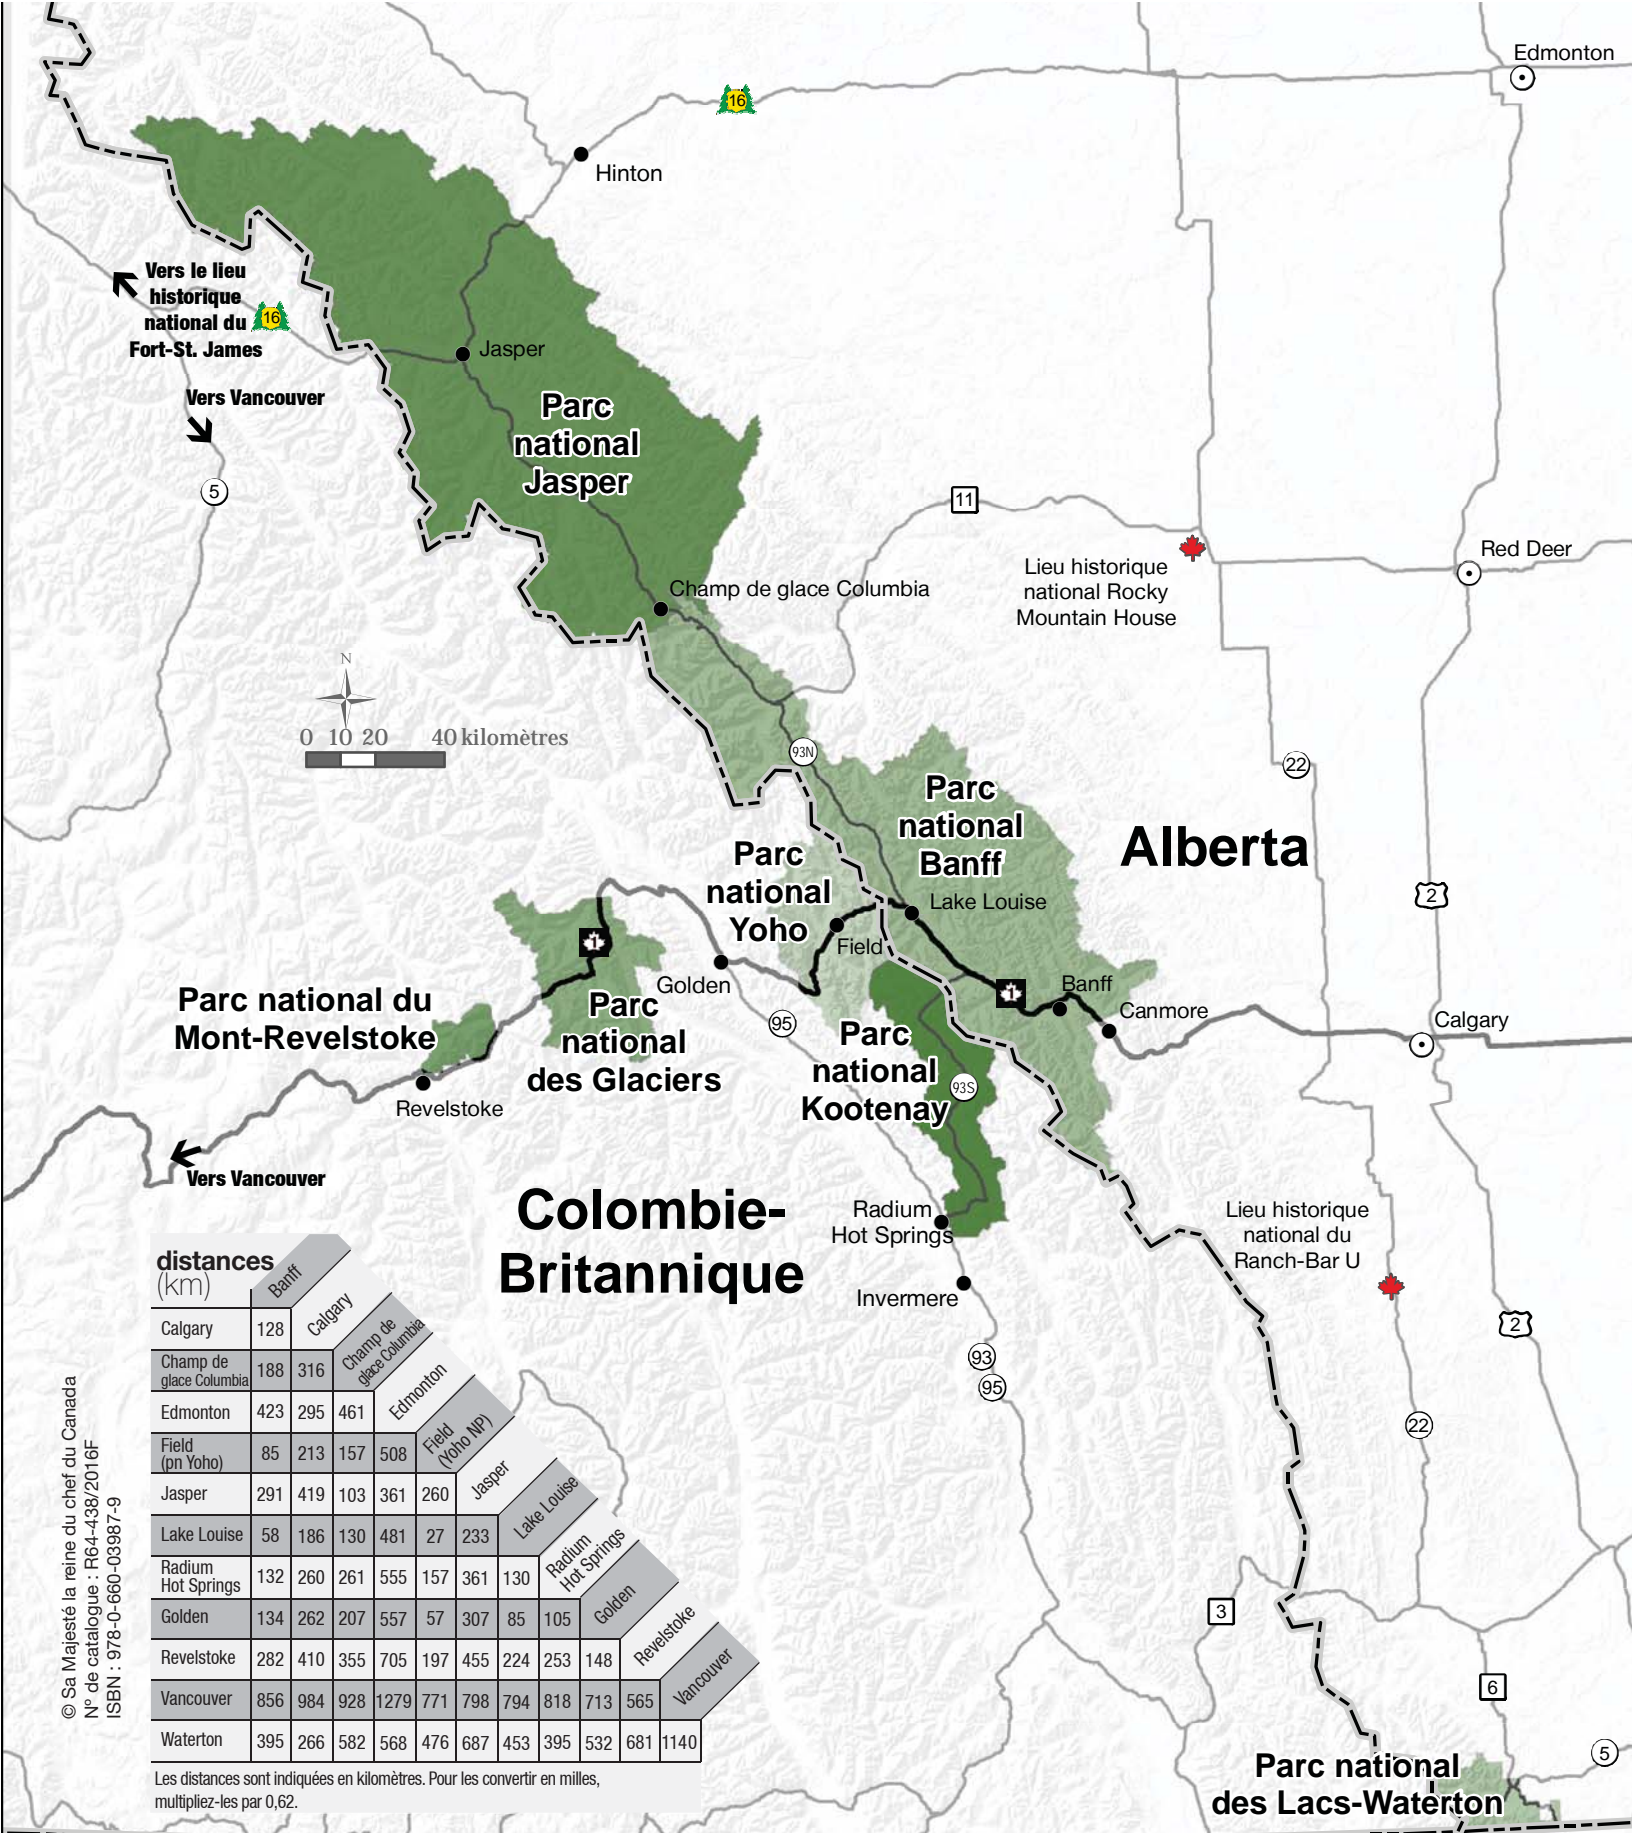 Edmonton
16
Hinton
Vers le lieu
historique
national du
Fort-St. James
16
Jasper
Vers Vancouver
Parc
national
Jasper
5
11
Red Deer
Lieu historique
national Rocky
Mountain House
Champ de glace Columbia
N
0 10 20 40 kilomètres
93N
22
Parc
national
Banff
Alberta
Parc
national
Yoho
2
Lake Louise
Field
1
Golden
Banff
1
Canmore
Calgary
Parc national du
Mont-Revelstoke
Parc
national
des Glaciers
95
Parc
national
Kootenay
93S
Revelstoke
Vers Vancouver
Colombie-
Britannique
Radium
Hot Springs
Lieu historique
national du
Ranch-Bar U
Invermere
2
93
95
22
3
6
5
Parc national
des Lacs-Waterton
distances
(km)
Banff
Calgary
Champ de
glace Columbia
Edmonton
Field
(Yoho NP)
Jasper
Lake Louise
Radium
Hot Springs
Golden
Revelstoke
Vancouver
Calgary 128
Champ de
glace Columbia 188 316
Edmonton 423 295 461
Field
(pn Yoho) 85 213 157 508
Jasper 291 419 103 361 260
Lake Louise 58 186 130 481 27 233
Radium
Hot Springs 132 260 261 555 157 361 130
Golden 134 262 207 557 57 307 85 105
Revelstoke 282 410 355 705 197 455 224 253 148
Vancouver 856 984 928 1279 771 798 794 818 713 565
Waterton 395 266 582 568 476 687 453 395 532 681 1140
Les distances sont indiquées en kilomètres. Pour les convertir en milles,
multipliez-les par 0,62.
© Sa Majesté la reine du chef du Canada
N° de catalogue : R64-438/2016F
ISBN : 978-0-660-03987-9